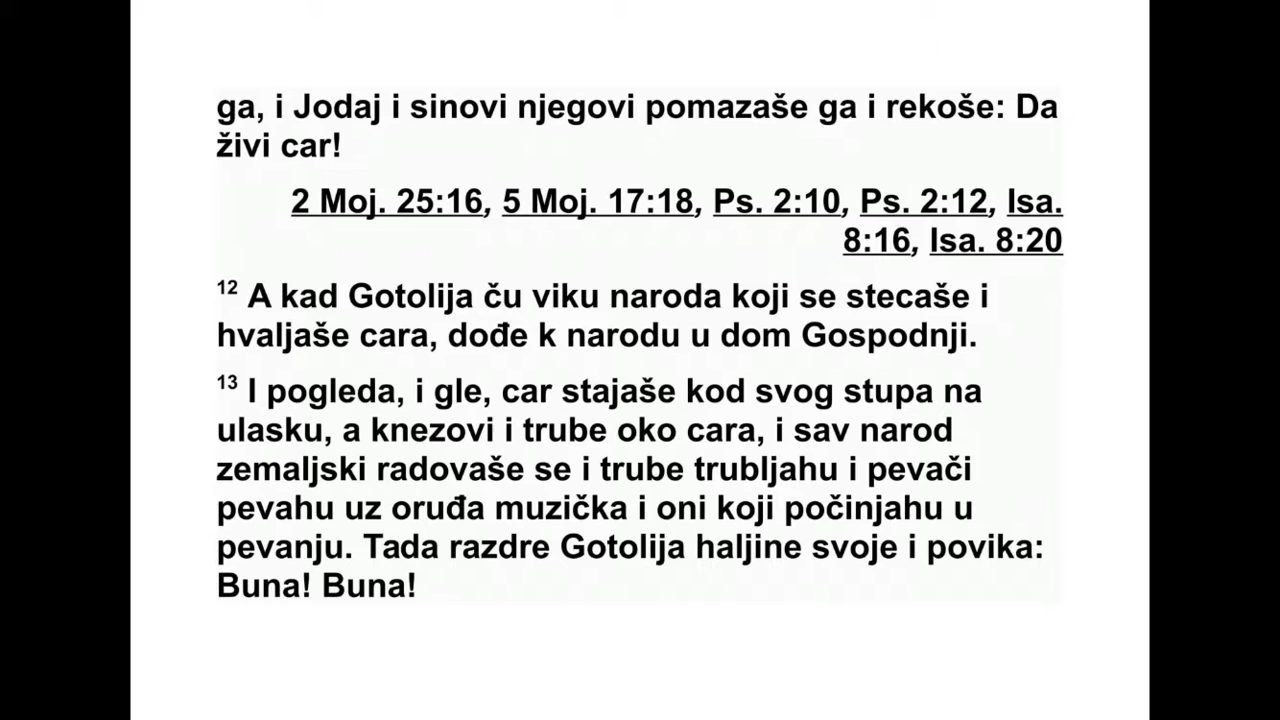 ga, i Jodaj i sinovi njegovi pomazaše ga i rekoše: Da
živi car!
2 Moj. 25:16, 5 Moj. 17:18, Ps. 2:10, Ps. 2:12, Isa.
8:16, Isa. 8:20
12 A kad Gotolija ču viku naroda koji se stecaše i
hvaljaše cara, dođe k narodu u dom Gospodnji.
13 I pogleda, i gle, car stajaše kod svog stupa na
ulasku, a knezovi i trube oko cara, i sav narod
zemaljski radovaše se i trube trubljahu i pevači
pevahu uz oruđa muzička i oni koji počinjahu u
pevanju. Tada razdre Gotolija haljine svoje i povika:
Buna! Buna!